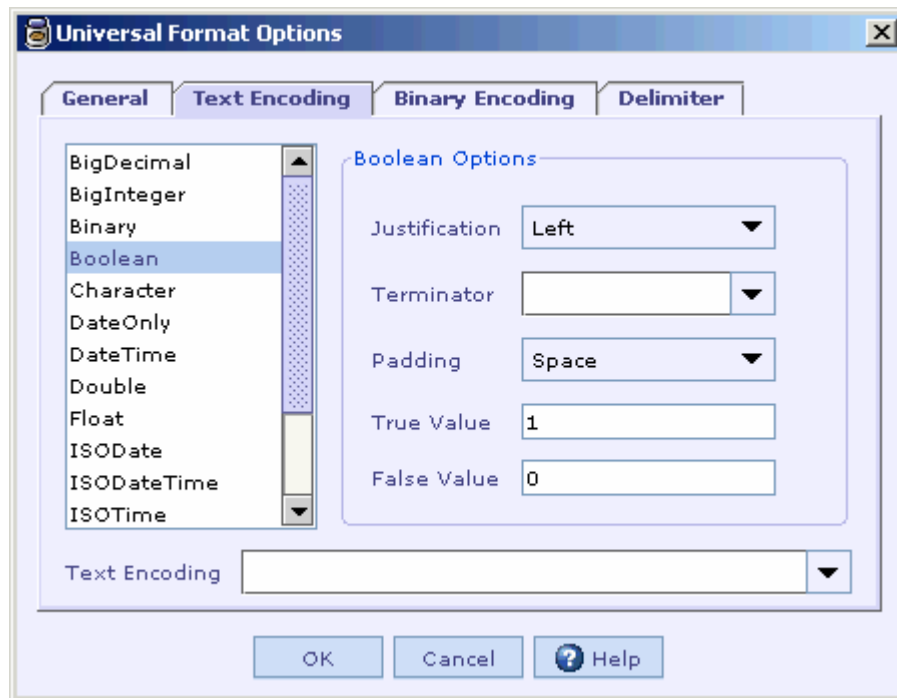 Universal Format Options
General Text Encoding Binary Encoding Delimiter
BigDecimal
BigInteger
Binary
Boolean
Character
DateOnly
DateTime
Double
Float
ISODate
ISODateTime
ISOTime
Boolean Options
Justification Left
Terminator
Padding Space
True Value 1
False Value 0
Text Encoding
OK Cancel ? Help